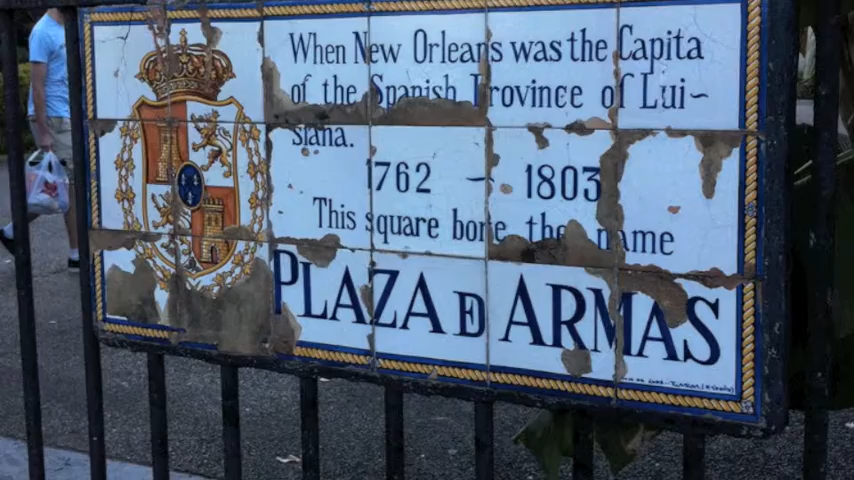 When New Orleans was the Capita
of the Spanish Province of Lui~
siana.
1762 ~ 1803
This square bore the name
PLAZA D ARMAS